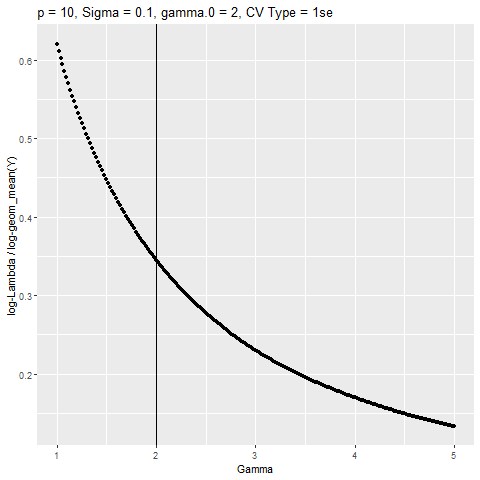 p = 10, Sigma = 0.1, gamma.0 = 2, CV Type = 1se
log-Lambda / log-geom_mean(Y)
0.6
0.5
0.4
0.3
0.2
1 2 3 4 5
Gamma